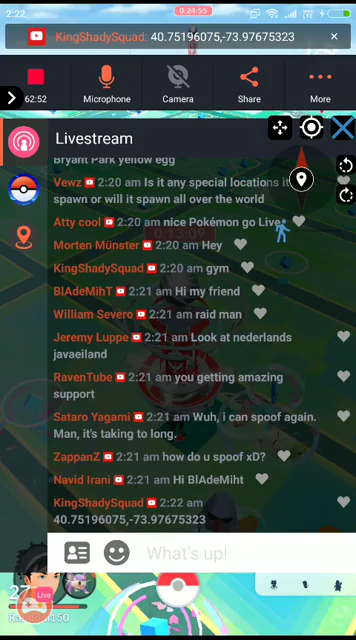 2:22
0:24:55
KingShadySquad: 40.75196075,-73.97675323 ×
62:52
Microphone
Camera
Share
More
Livestream
Bryant Park yellow egg
Vewz 2:20 am Is it any special locations it
spawn or will it spawn all over the world
Atty cool 2:20 am nice Pokémon go Live
Morten Münster 2:20 am Hey
0:13:09
KingShadySquad 2:20 am gym
BlAdeMihT 2:21 am Hi my friend
William Severo 2:21 am raid man
Jeremy Luppe 2:21 am Look at nederlands
javaeiland
RavenTube 2:21 am you getting amazing
support
Sataro Yagami 2:21 am Wuh, i can spoof again.
Man, it's taking to long.
ZappanZ 2:21 am how do u spoof xD?
Navid Irani 2:21 am Hi BlAdeMiht
KingShadySquad 2:22 am
40.75196075,-73.97675323
What's up!
27
Live
Random150